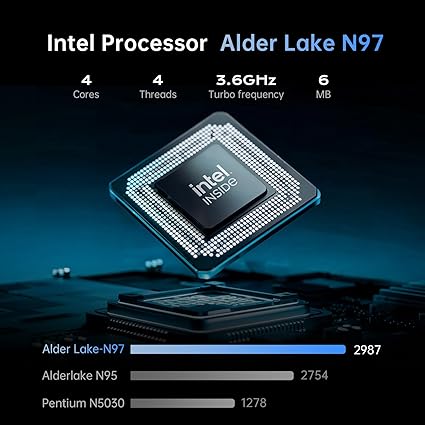 Intel Processor Alder Lake N97
4 4 3.6GHz 6
Cores Threads Turbo frequency MB
intel
INSIDE
Alder Lake-N97 2987
Alderlake N95 2754
Pentium N5030 1278